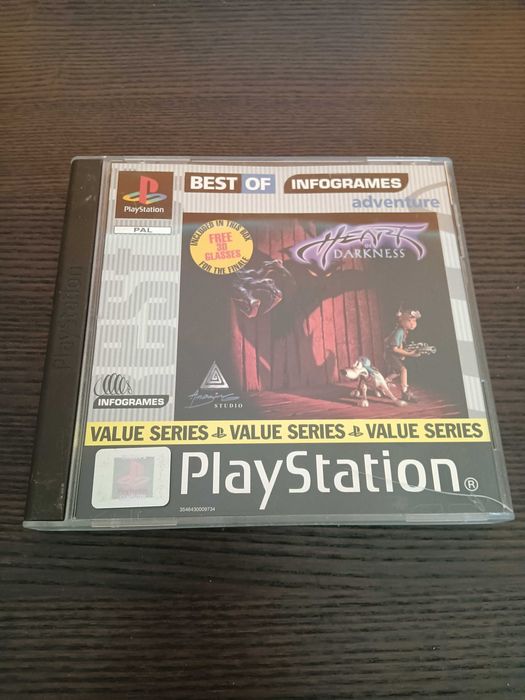 BEST OF INFOGRAMES
adventure
PlayStation
PAL
INCLUDED IN THIS BOX
FREE
3D
GLASSES
FOR THE FINALE
HEART
OF
DARKNESS
Amazing
STUDIO
INFOGRAMES
VALUE SERIES VALUE SERIES VALUE SERIES
PlayStation®
3546430009734